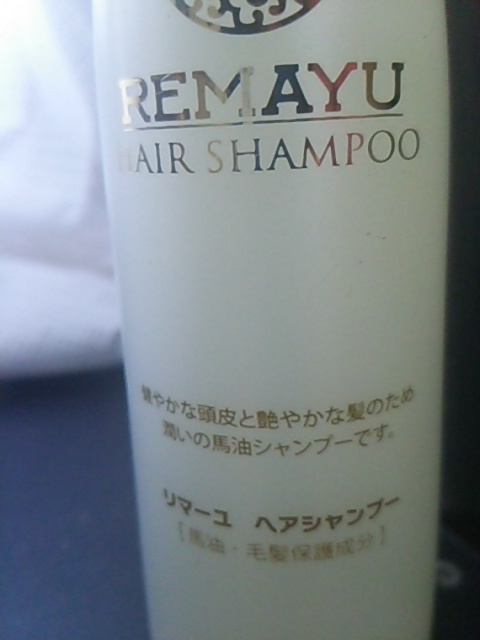 REMAYU
HAIR SHAMPOO
健やかな頭皮と艶やかな髪のため
潤いの馬油シャンプーです。
リマーユ ヘアシャンプー
[馬油・毛髪保護成分]